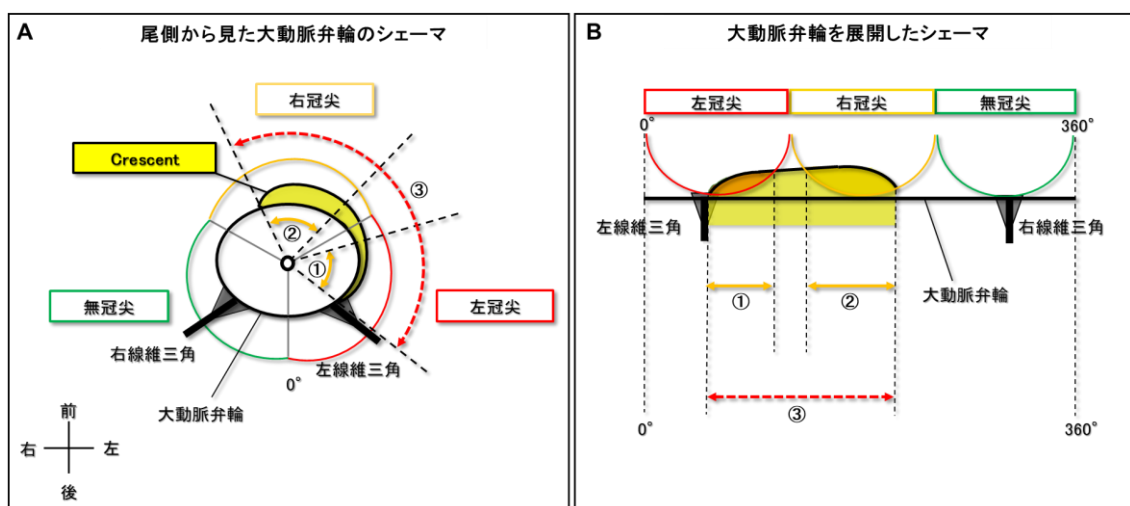 A
尾側から見た大動脈弁輪のシェーマ
右冠尖
Crescent
③
②
①
無冠尖
左冠尖
右線維三角
左線維三角
0°
大動脈弁輪
前
右
左
後
B
大動脈弁輪を展開したシェーマ
左冠尖
右冠尖
無冠尖
0°
360°
左線維三角
右線維三角
大動脈弁輪
①
②
③
0°
360°